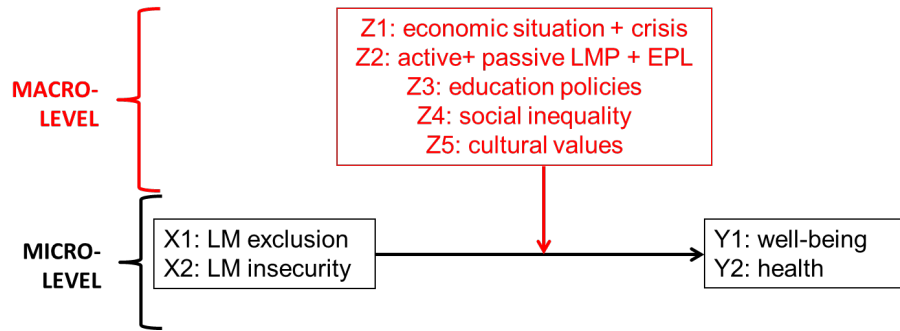 Z1: economic situation + crisis
Z2: active+ passive LMP + EPL
Z3: education policies
Z4: social inequality
Z5: cultural values
MACRO-
LEVEL
MICRO-
LEVEL
X1: LM exclusion
X2: LM insecurity
Y1: well-being
Y2: health